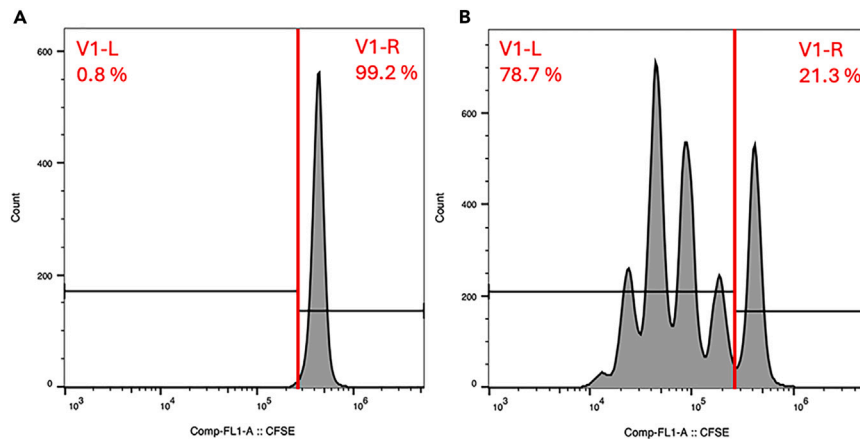 A
V1-L
0.8 %
V1-R
99.2 %
600
400
200
0
Count
10³
10⁴
10⁵
10⁶
Comp-FL1-A :: CFSE
B
V1-L
78.7 %
V1-R
21.3 %
600
400
200
0
Count
10³
10⁴
10⁵
10⁶
Comp-FL1-A :: CFSE